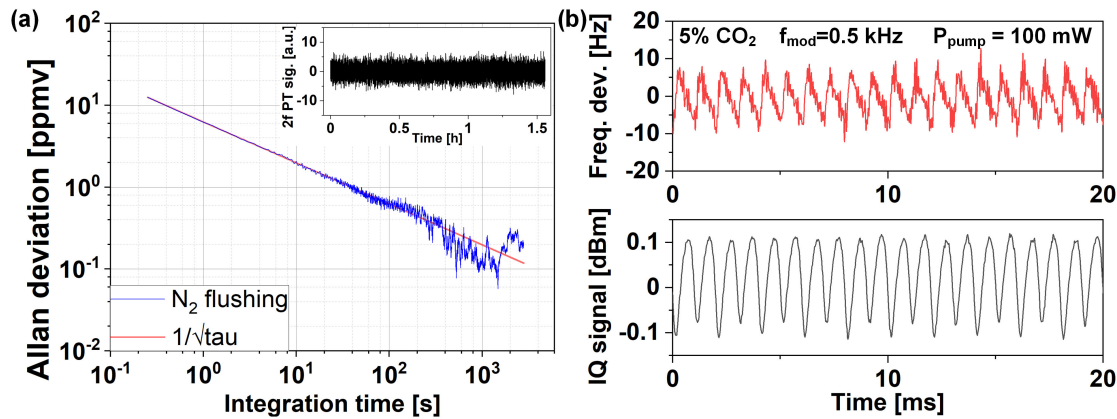 (a)
Allan deviation [ppmv]
10²
10¹
10⁰
10⁻¹
10⁻²
10⁻¹
10⁰
10¹
10²
10³
Integration time [s]
N₂ flushing
1/√tau
2f PT sig. [a.u.]
10
0
-10
0
0.5
1
1.5
Time [h]
(b)
5% CO₂ f_mod=0.5 kHz P_pump = 100 mW
Freq. dev. [Hz]
20
10
0
-10
-20
0
10
20
IQ signal [dBm]
0.1
0
-0.1
0
10
20
Time [ms]